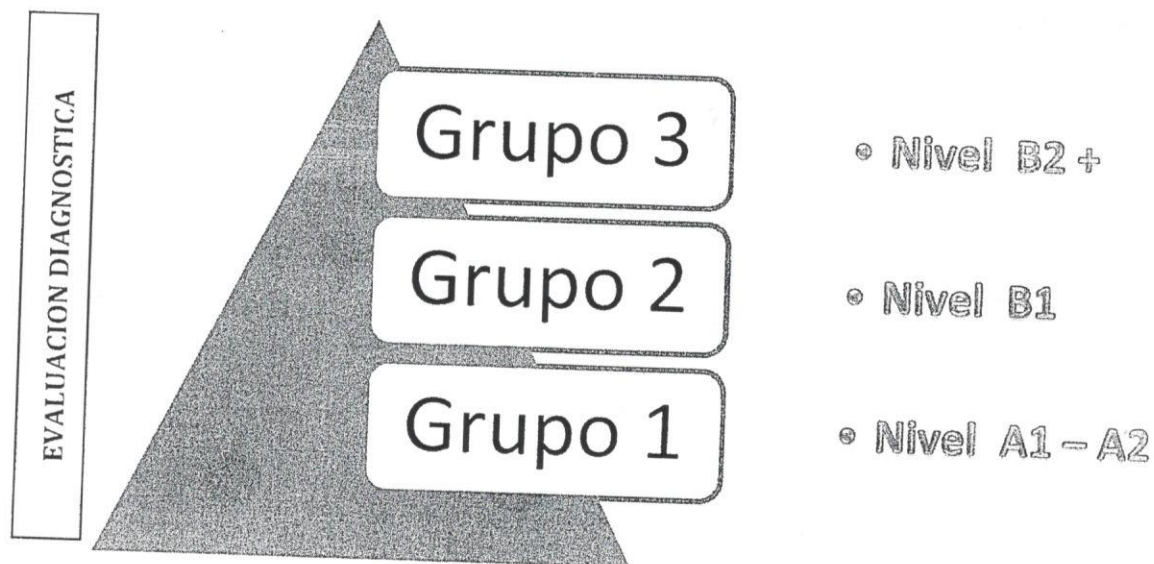 EVALUACION DIAGNOSTICA
Grupo 3
• Nivel B2 +
Grupo 2
• Nivel B1
Grupo 1
• Nivel A1 – A2